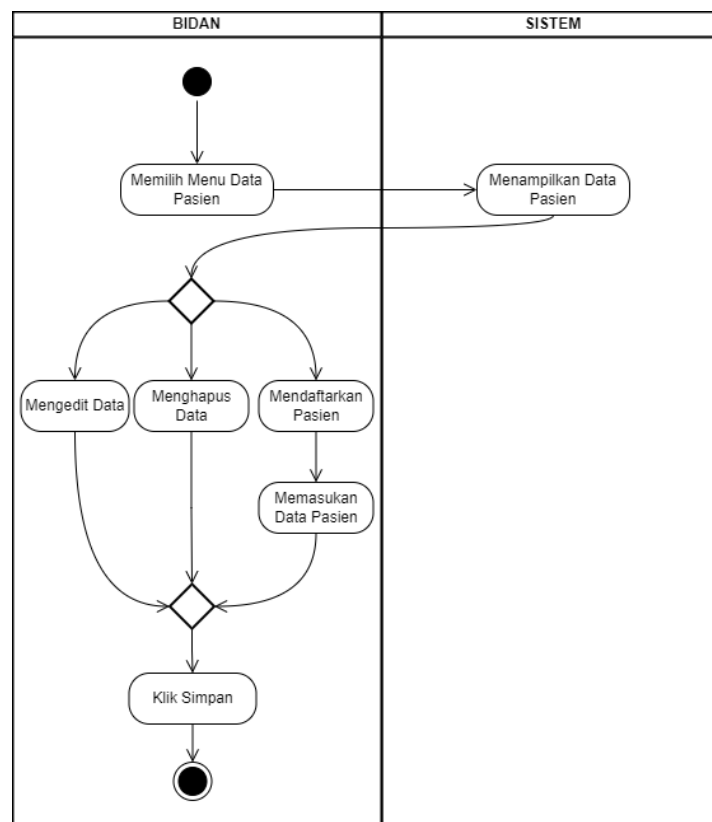 BIDAN
SISTEM
Memilih Menu Data
Pasien
Menampilkan Data
Pasien
Mengedit Data
Menghapus
Data
Mendaftarkan
Pasien
Memasukan
Data Pasien
Klik Simpan